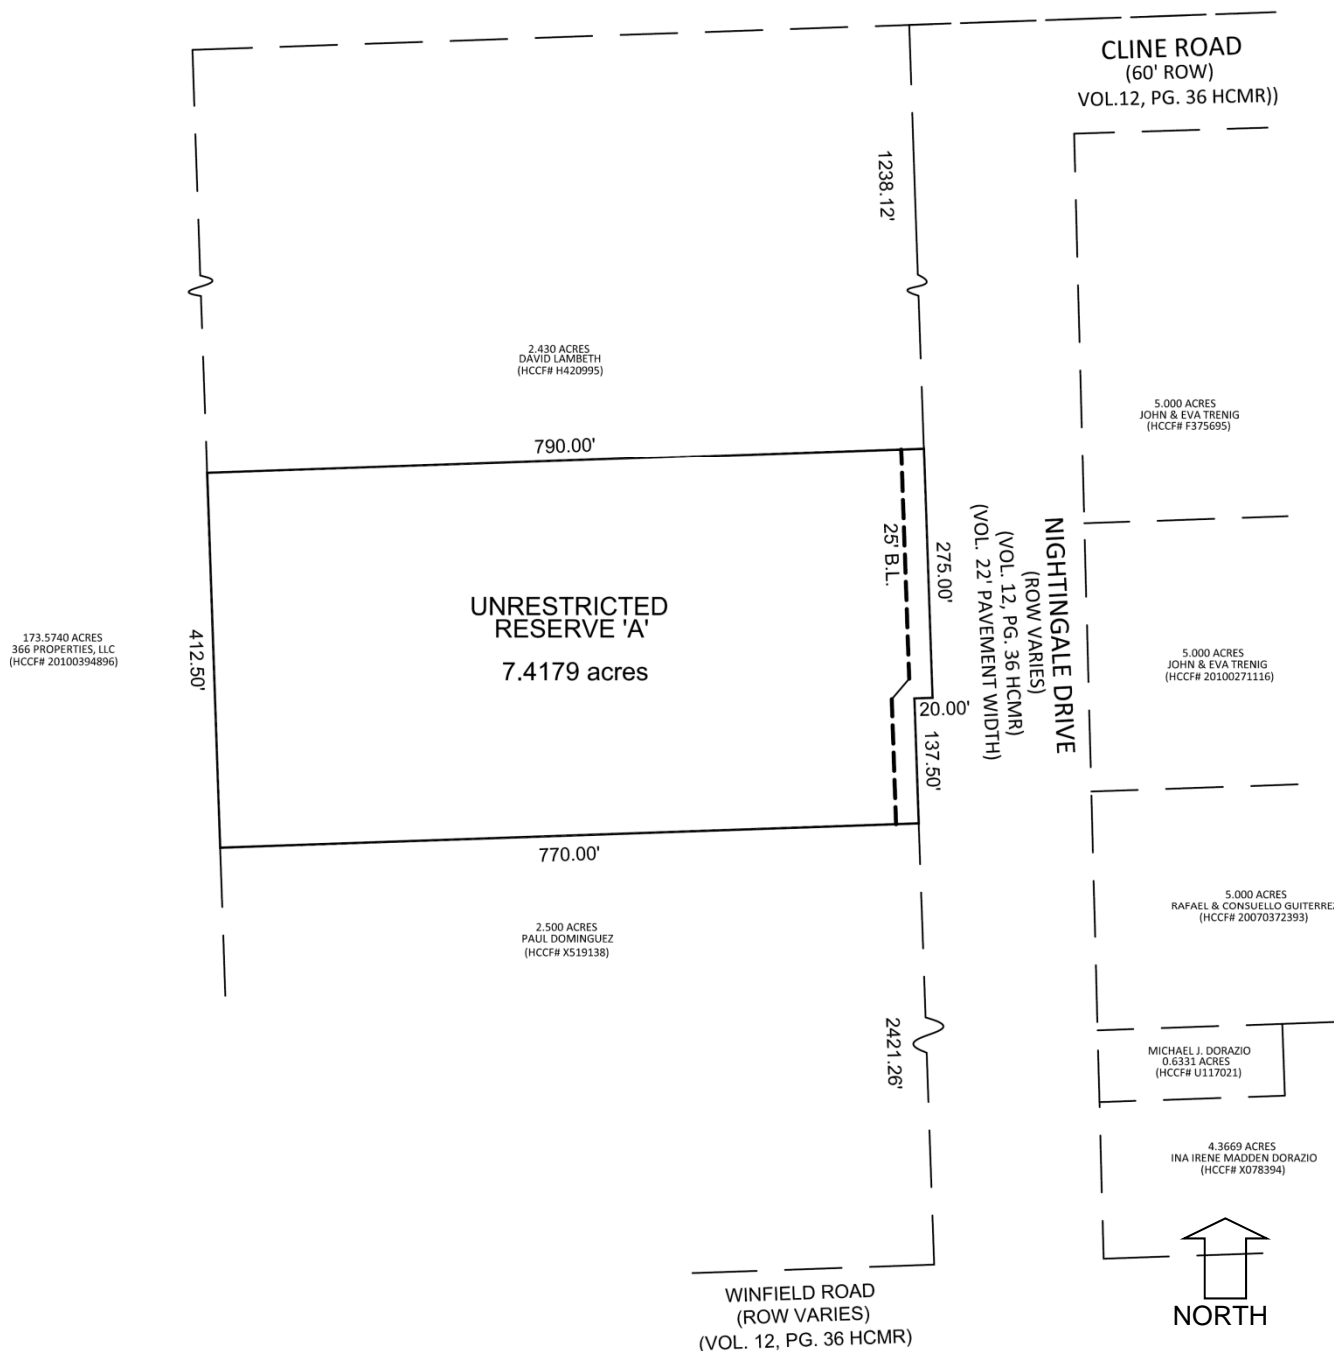 CLINE ROAD
(60' ROW)
VOL.12, PG. 36 HCMR))
1238.12'
2.430 ACRES
DAVID LAMBETH
(HCCF# H420995)
5.000 ACRES
JOHN & EVA TRENIG
(HCCF# F375695)
790.00'
25' B.L.
275.00'
NIGHTINGALE DRIVE
(ROW VARIES)
(VOL. 12, PG. 36 HCMR)
(VOL. 22' PAVEMENT WIDTH)
UNRESTRICTED
RESERVE 'A'
7.4179 acres
173.5740 ACRES
366 PROPERTIES, LLC
(HCCF# 20100394896)
412.50'
5.000 ACRES
JOHN & EVA TRENIG
(HCCF# 20100271116)
20.00'
137.50'
770.00'
5.000 ACRES
RAFAEL & CONSUELLO GUITERREZ
(HCCF# 20070372393)
2.500 ACRES
PAUL DOMINGUEZ
(HCCF# X519138)
2421.26'
MICHAEL J. DORAZIO
0.6331 ACRES
(HCCF# U117021)
4.3669 ACRES
INA IRENE MADDEN DORAZIO
(HCCF# X078394)
WINFIELD ROAD
(ROW VARIES)
(VOL. 12, PG. 36 HCMR)
NORTH